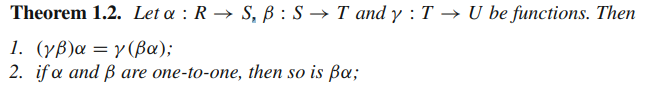 Theorem 1.2. Let α : R → S, β : S → T and γ : T → U be functions. Then
1. (γβ)α = γ(βα);
2. if α and β are one-to-one, then so is βα;